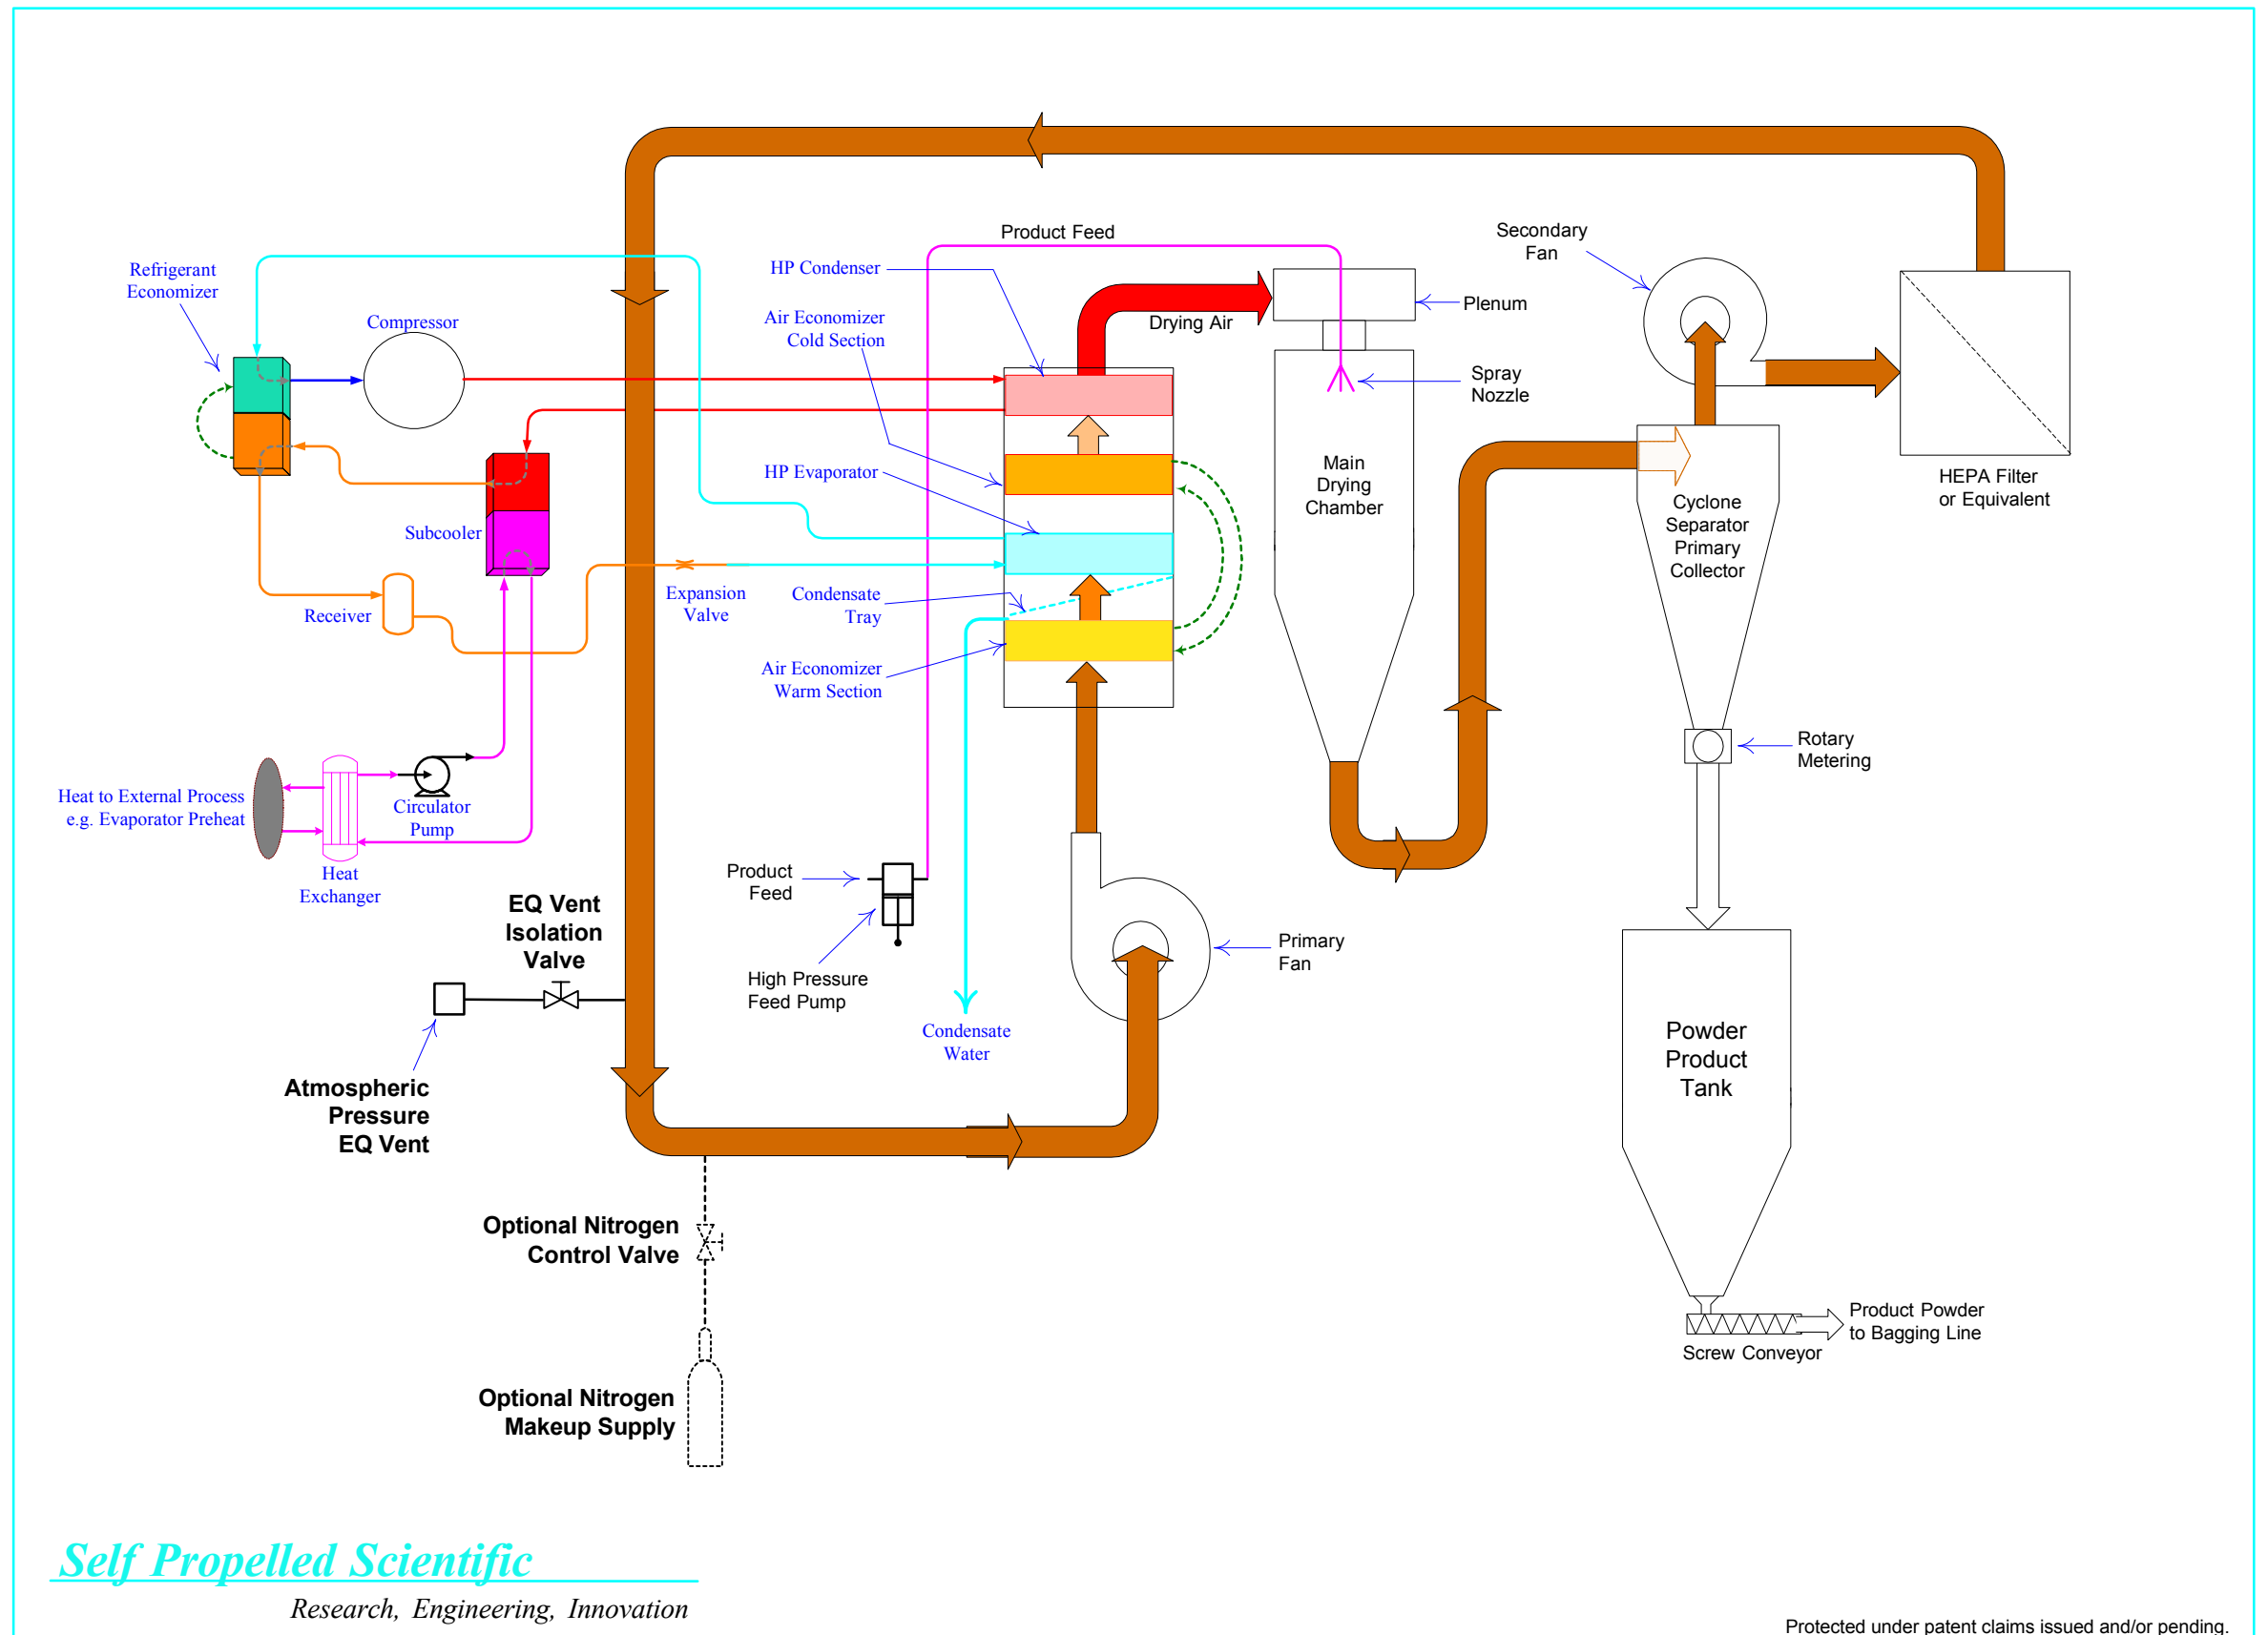 Product Feed
Secondary
Fan
Refrigerant
Economizer
HP Condenser
Plenum
Air Economizer
Cold Section
Compressor
Drying Air
Spray
Nozzle
HP Evaporator
Main
Drying
Chamber
HEPA Filter
or Equivalent
Cyclone
Separator
Primary
Collector
Subcooler
Receiver
Expansion
Valve
Condensate
Tray
Air Economizer
Warm Section
Rotary
Metering
Heat to External Process
e.g. Evaporator Preheat
Circulator
Pump
Heat
Exchanger
Product
Feed
EQ Vent
Isolation
Valve
High Pressure
Feed Pump
Primary
Fan
Condensate
Water
Powder
Product
Tank
Atmospheric
Pressure
EQ Vent
Optional Nitrogen
Control Valve
Product Powder
to Bagging Line
Screw Conveyor
Optional Nitrogen
Makeup Supply
Self Propelled Scientific
Research, Engineering, Innovation
Protected under patent claims issued and/or pending.